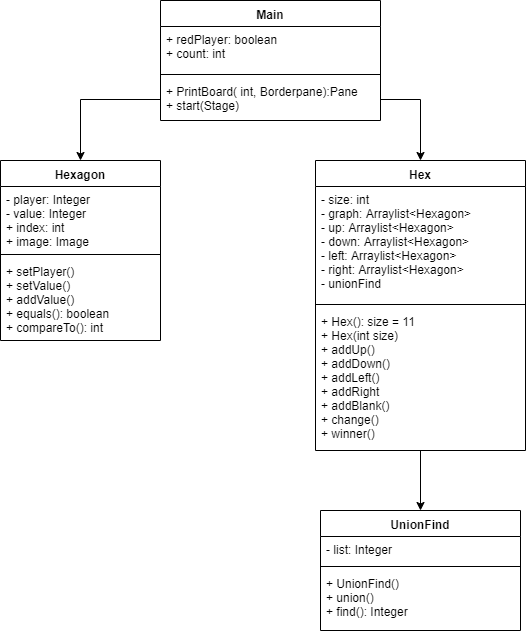 Main
+ redPlayer: boolean
+ count: int
+ PrintBoard( int, Borderpane):Pane
+ start(Stage)
Hexagon
- player: Integer
- value: Integer
+ index: int
+ image: Image
+ setPlayer()
+ setValue()
+ addValue()
+ equals(): boolean
+ compareTo(): int
Hex
- size: int
- graph: Arraylist<Hexagon>
- up: Arraylist<Hexagon>
- down: Arraylist<Hexagon>
- left: Arraylist<Hexagon>
- right: Arraylist<Hexagon>
- unionFind
+ Hex(): size = 11
+ Hex(int size)
+ addUp()
+ addDown()
+ addLeft()
+ addRight
+ addBlank()
+ change()
+ winner()
UnionFind
- list: Integer
+ UnionFind()
+ union()
+ find(): Integer